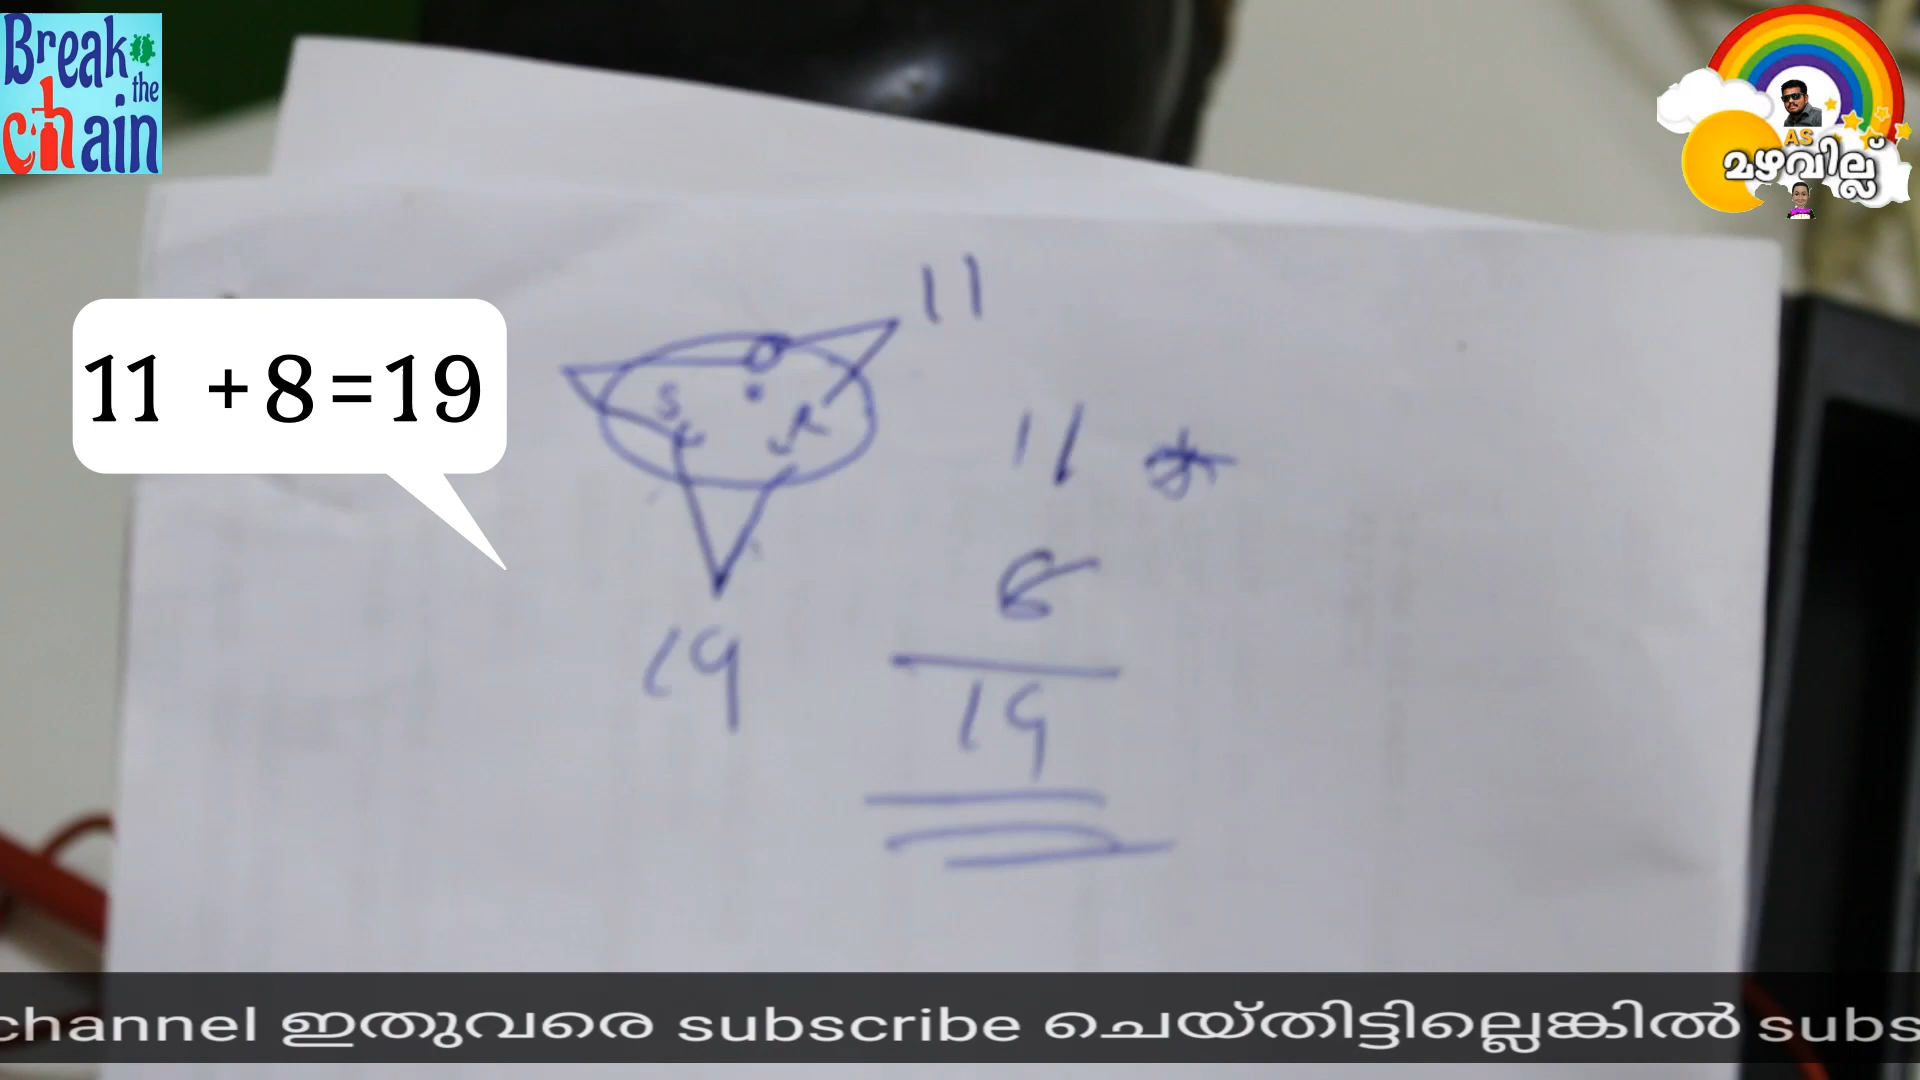 Break
the
chain
AS
മഴവില്ല്
11 +8=19
11
S
R
11
8
19
19
channel ഇതുവരെ subscribe ചെയ്തിട്ടില്ലെങ്കിൽ subs